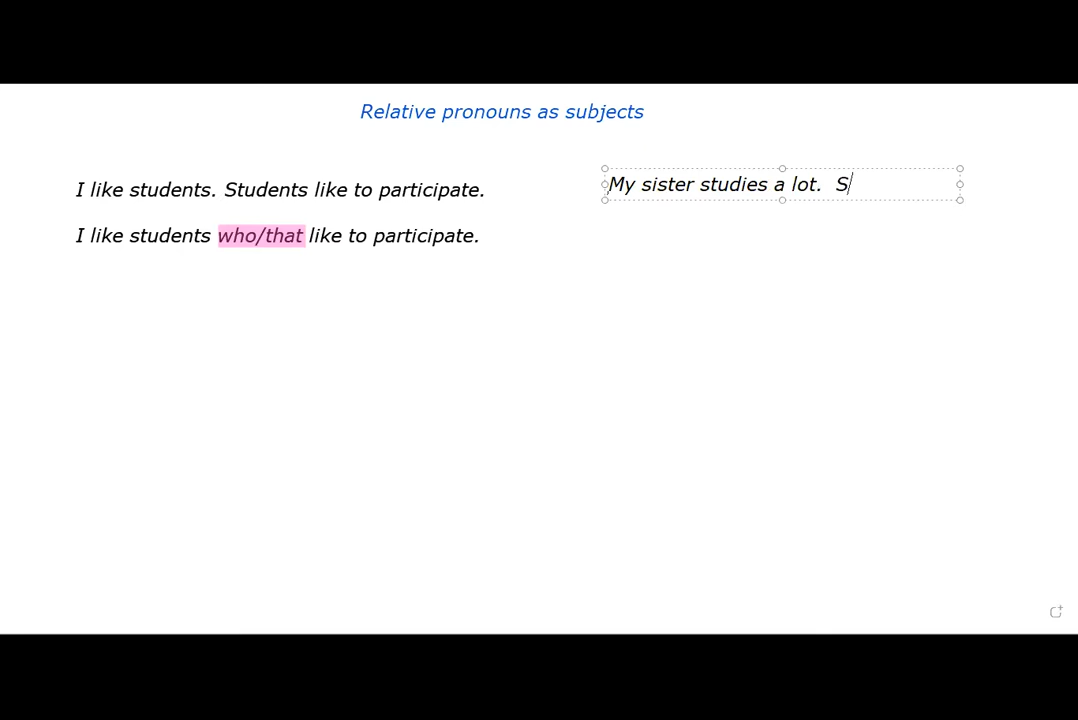 Relative pronouns as subjects
I like students. Students like to participate.
I like students who/that like to participate.
My sister studies a lot.  S